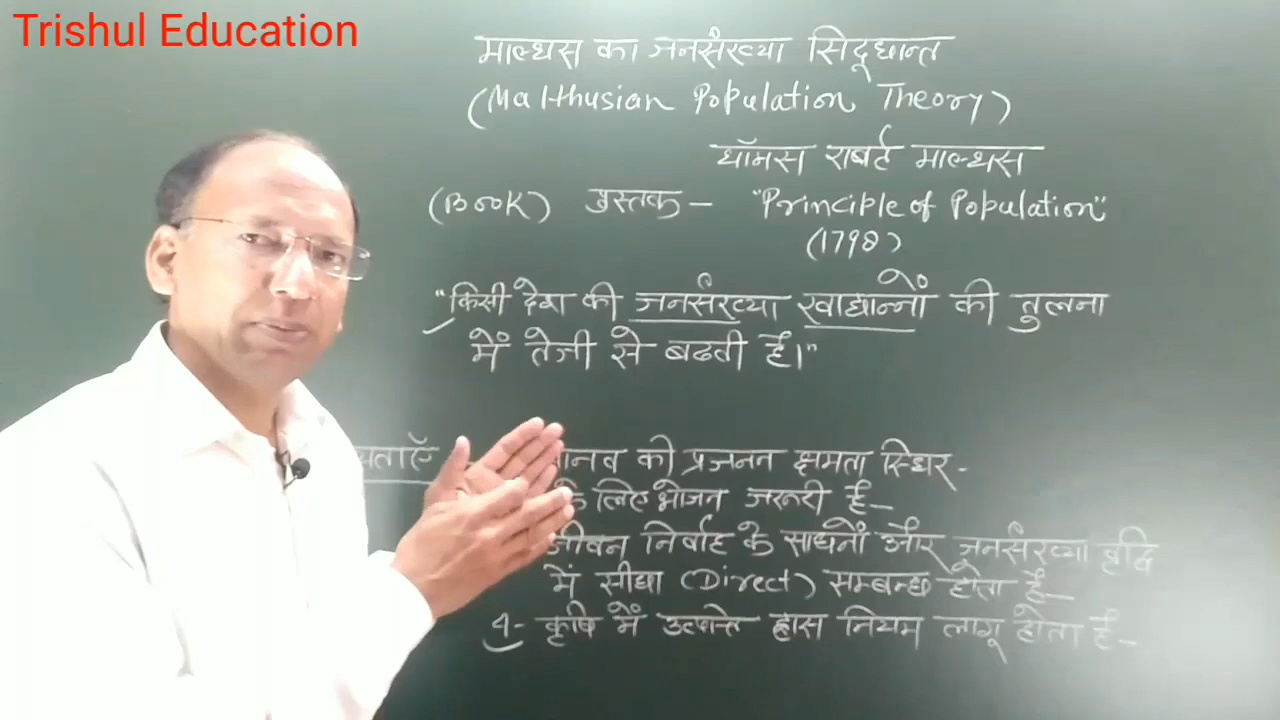 Trishul Education
माल्थस का जनसंख्या सिद्धान्त
(Malthusian Population Theory)
थॉमस राबर्ट माल्थस
(Book) पुस्तक- "Principle of Population"
(1798)
"किसी देश की जनसंख्या खाद्यान्नों की तुलना
में तेजी से बढती है।"
मानव की प्रजनन क्षमता स्थिर-
के लिए भोजन जरूरी है-
जीवन निर्वाह के साधनों और जनसंख्या वृद्धि
में सीधा (Direct) सम्बन्ध होता है-
4- कृषि में उत्पत्ति ह्रास नियम लागू होता है-